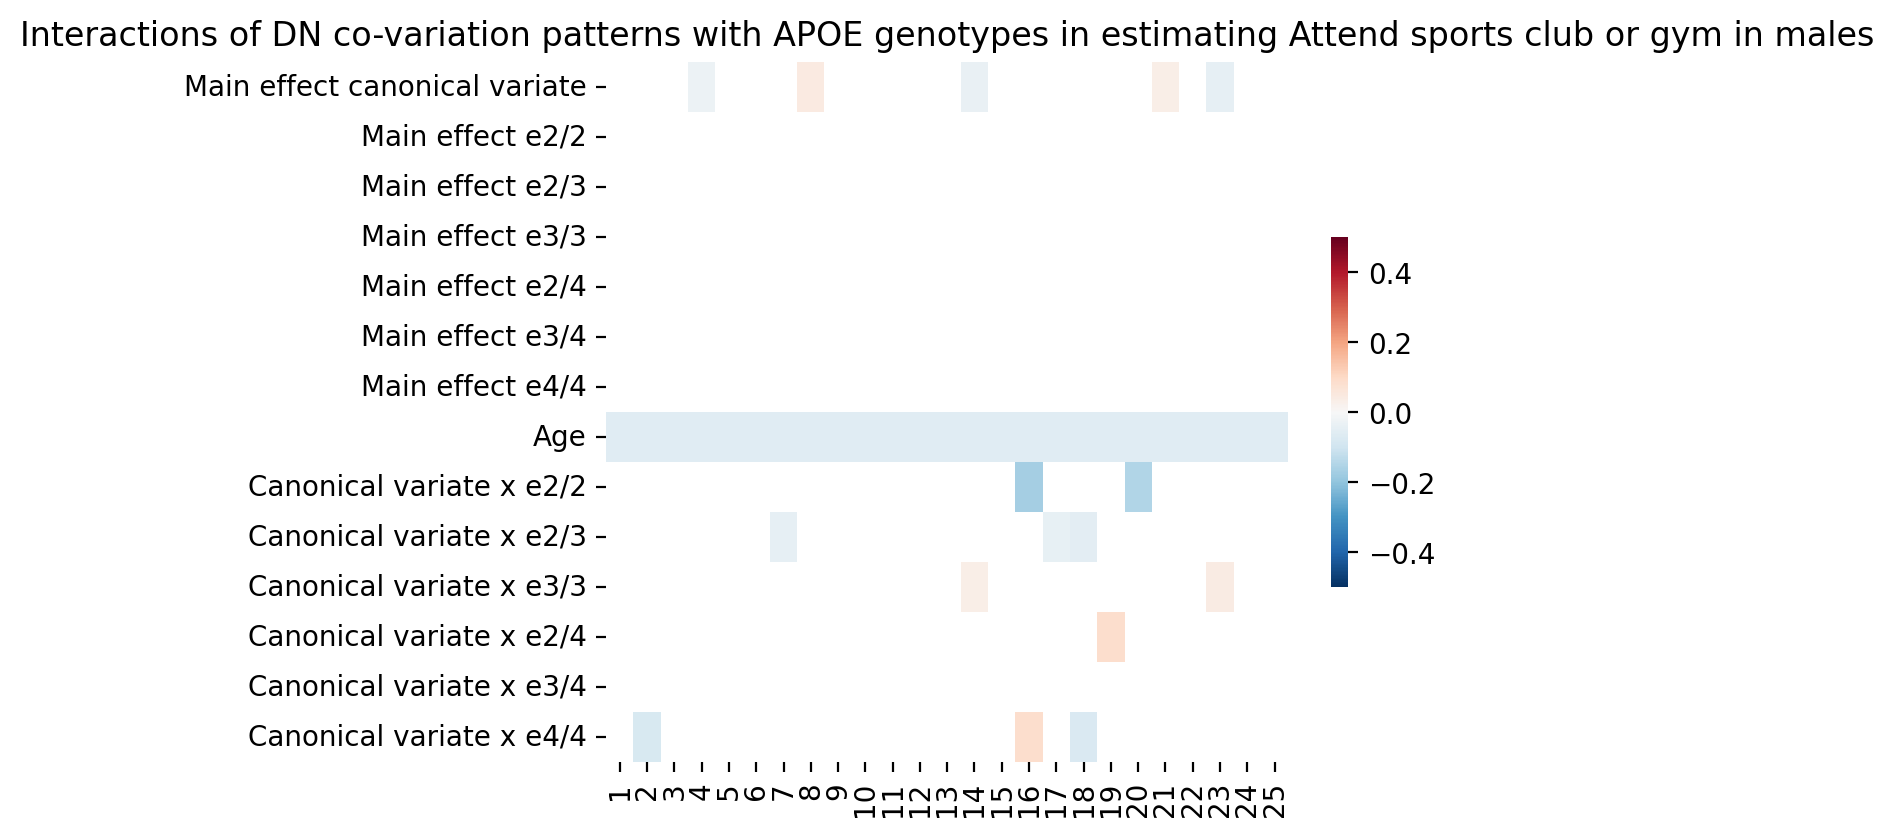 Interactions of DN co-variation patterns with APOE genotypes in estimating Attend sports club or gym in males
Main effect canonical variate
Main effect e2/2
Main effect e2/3
Main effect e3/3
Main effect e2/4
Main effect e3/4
Main effect e4/4
Age
Canonical variate x e2/2
Canonical variate x e2/3
Canonical variate x e3/3
Canonical variate x e2/4
Canonical variate x e3/4
Canonical variate x e4/4
1 2 3 4 5 6 7 8 9 10 11 12 13 14 15 16 17 18 19 20 21 22 23 24 25
0.4
0.2
0.0
−0.2
−0.4